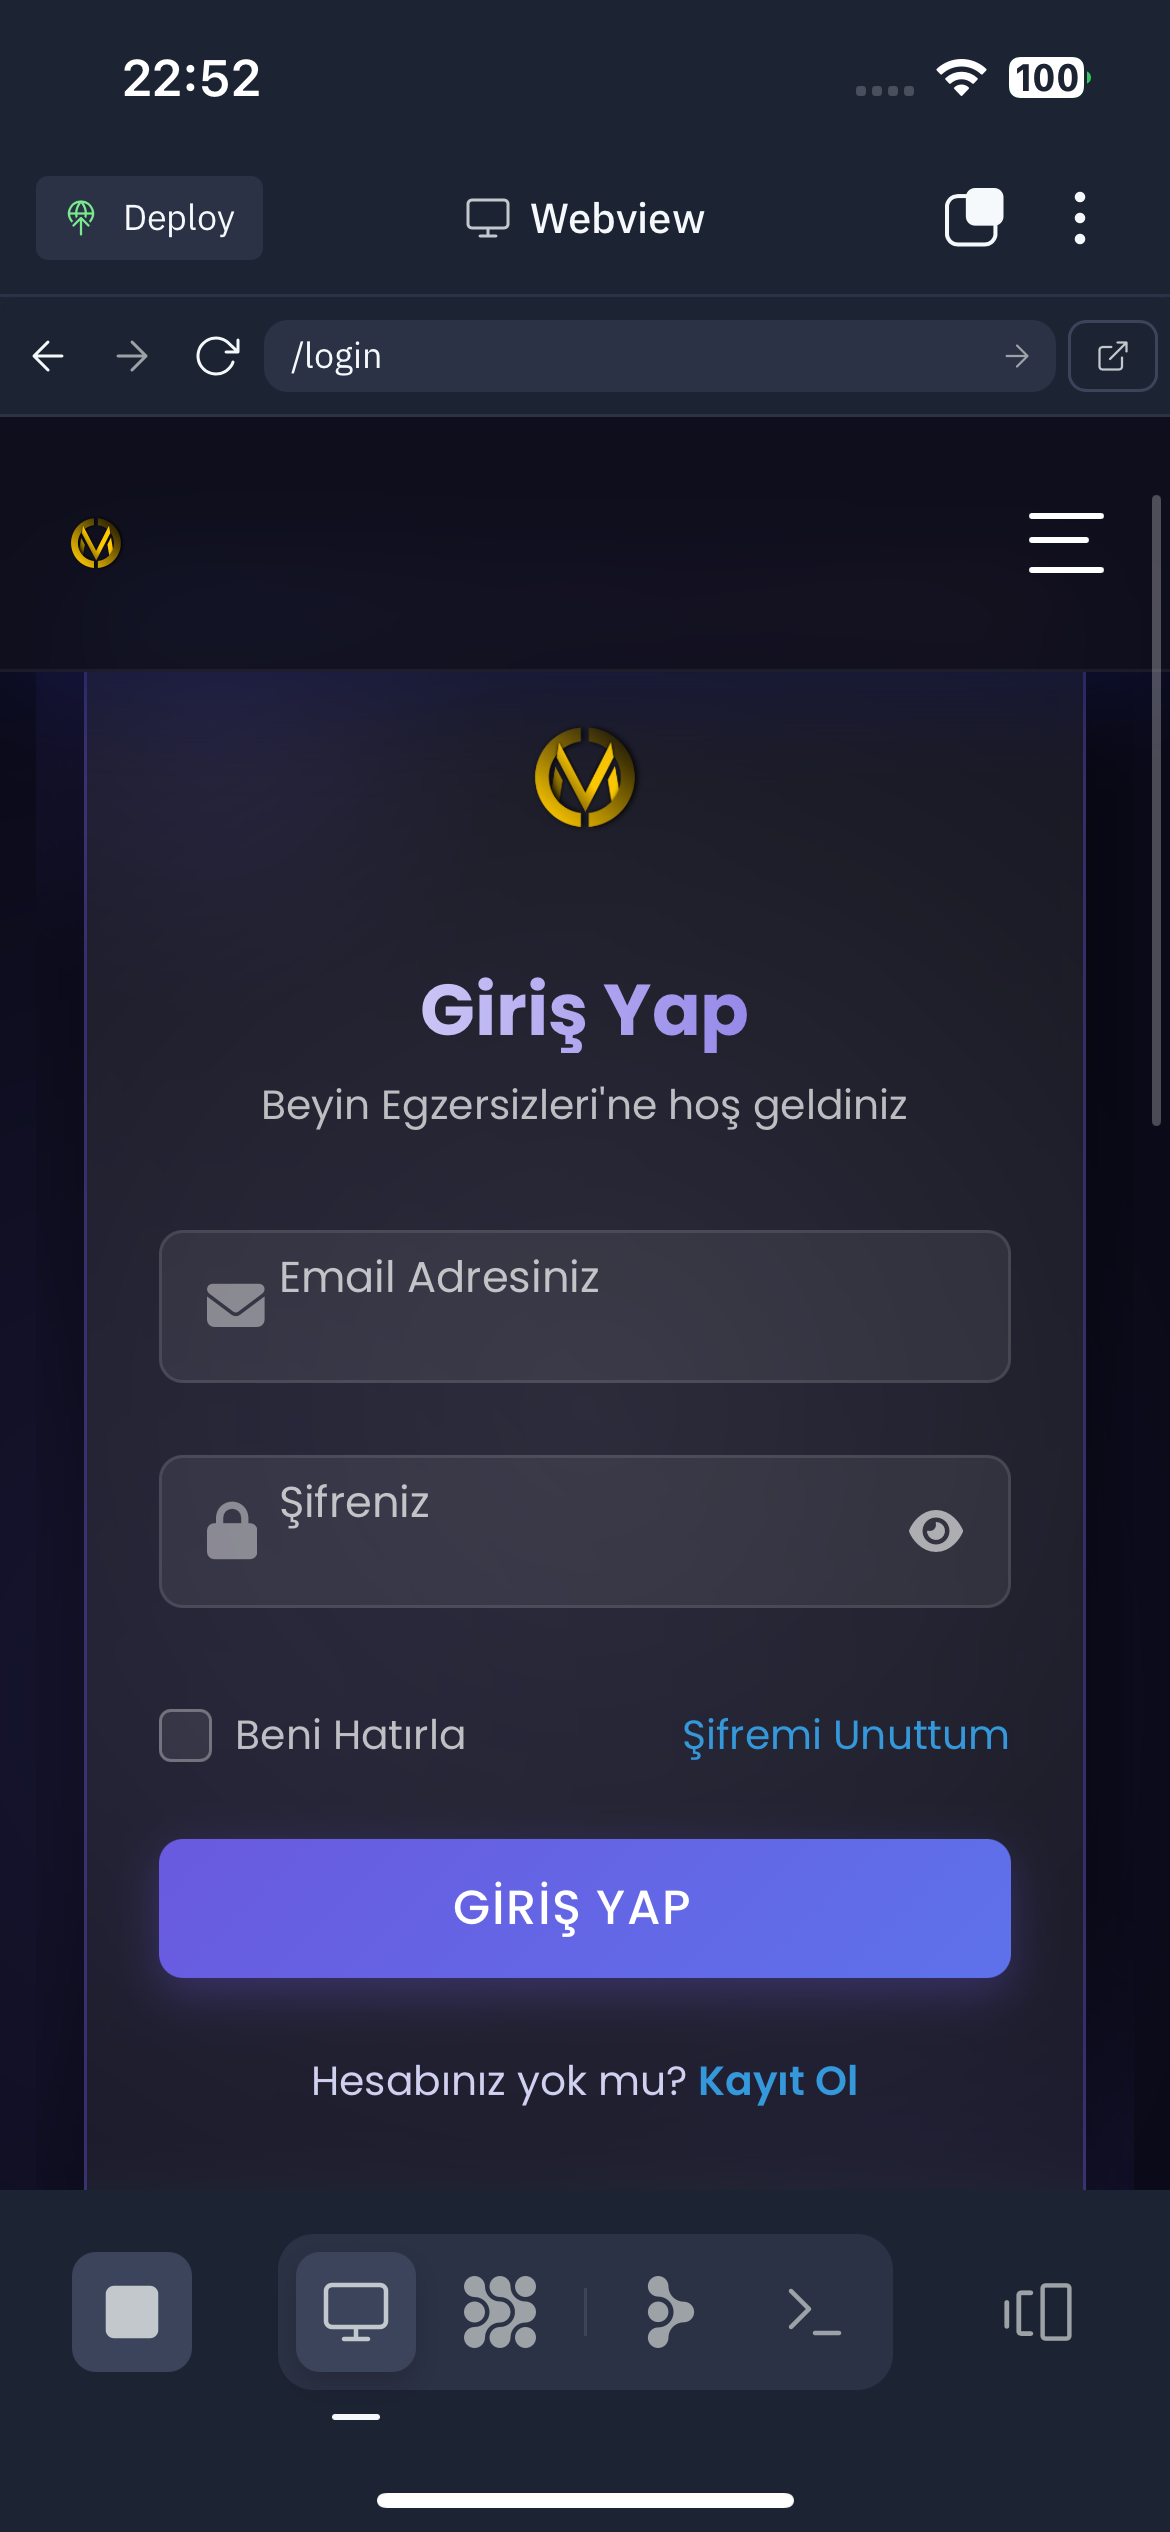 22:52
100
Deploy
Webview
/login
Giriş Yap
Beyin Egzersizleri'ne hoş geldiniz
Email Adresiniz
Şifreniz
Beni Hatırla
Şifremi Unuttum
GİRİŞ YAP
Hesabınız yok mu? Kayıt Ol